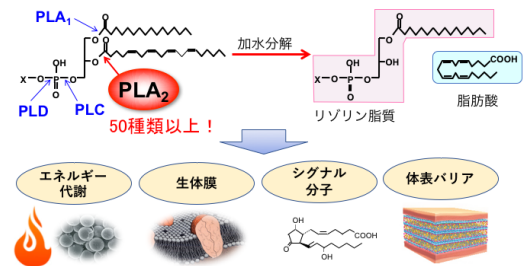 PLA1
O
O
OH
O
O
X-O-P-O
O
PLD
PLC
PLA2
50種類以上！
加水分解
O
O
OH
OH
X-O-P-O
O
リゾリン脂質
COOH
脂肪酸
エネルギー
代謝
生体膜
シグナル
分子
体表バリア
OH
COOH
O
OH